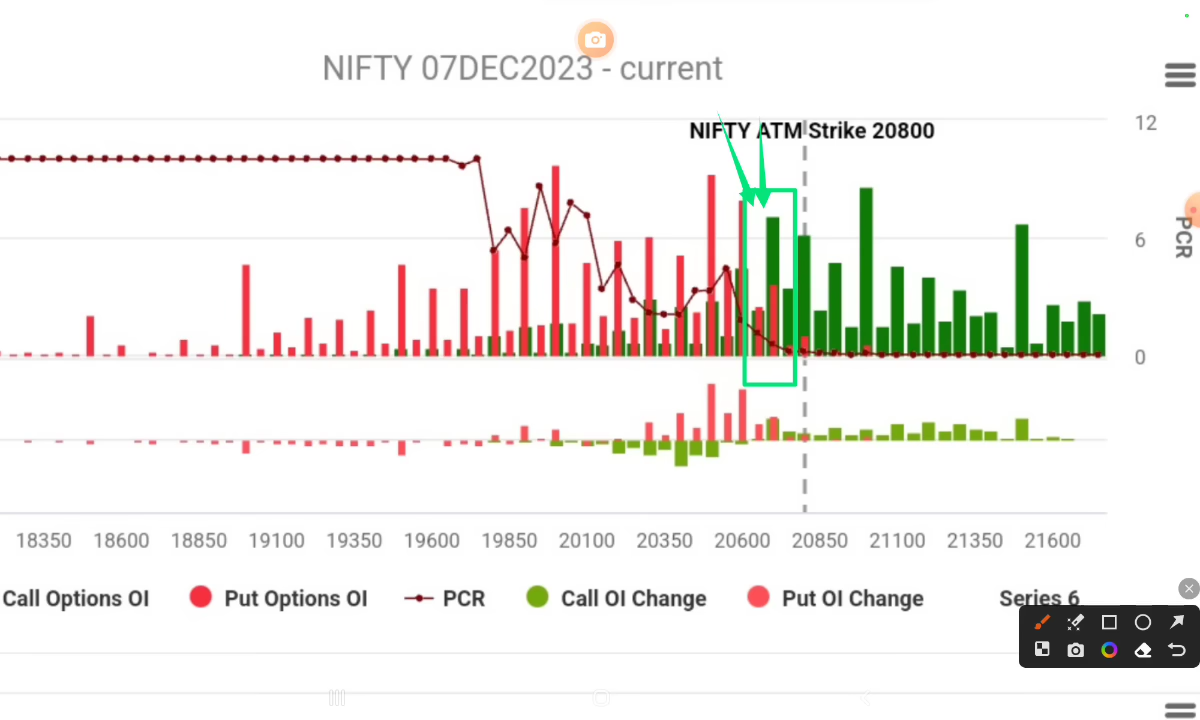 NIFTY 07DEC2023 - current
NIFTY ATM Strike 20800
12
6
0
PCR
18350 18600 18850 19100 19350 19600 19850 20100 20350 20600 20850 21100 21350 21600
Call Options OI Put Options OI PCR Call OI Change Put OI Change Series 6